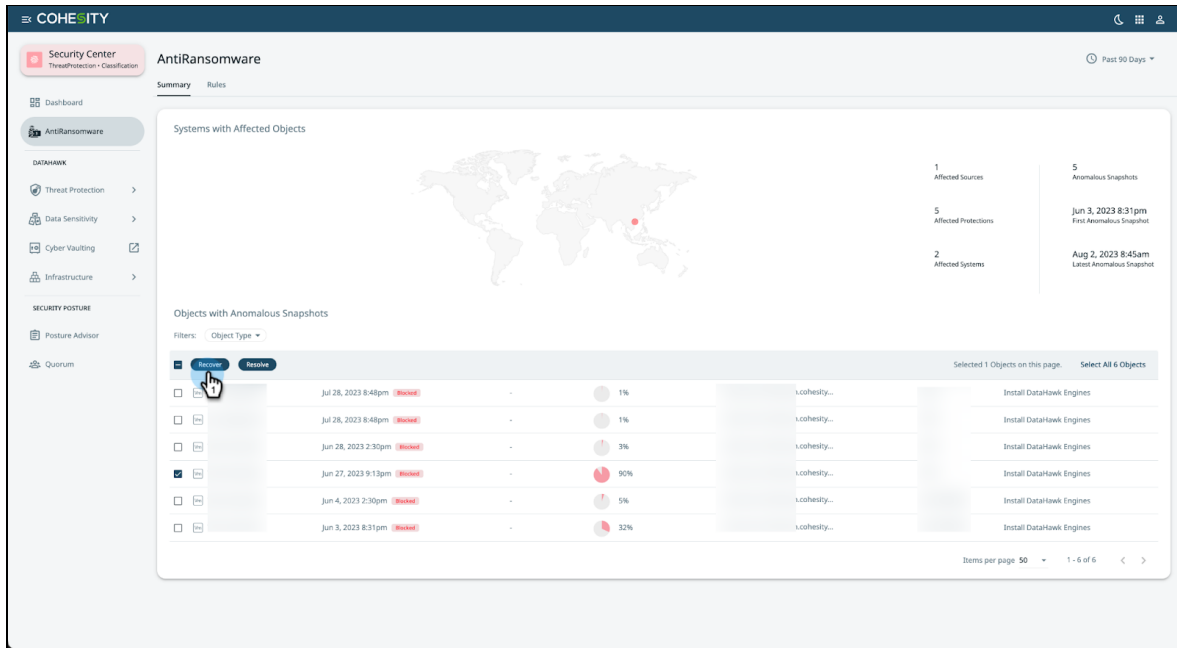 COHESITY
Security Center
ThreatProtection • Classification
Dashboard
AntiRansomware
DATAHAWK
Threat Protection
Data Sensitivity
Cyber Vaulting
Infrastructure
SECURITY POSTURE
Posture Advisor
Quorum
AntiRansomware
Past 90 Days
Summary Rules
Systems with Affected Objects
1
Affected Sources
5
Anomalous Snapshots
5
Affected Protections
Jun 3, 2023 8:31pm
First Anomalous Snapshot
2
Affected Systems
Aug 2, 2023 8:45am
Latest Anomalous Snapshot
Objects with Anomalous Snapshots
Filters: Object Type
Recover Resolve Selected 1 Objects on this page. Select All 6 Objects
1
Jul 28, 2023 8:48pm Blocked - 1% .cohesity... Install DataHawk Engines
Jul 28, 2023 8:48pm Blocked - 1% .cohesity... Install DataHawk Engines
Jun 28, 2023 2:30pm Blocked - 3% .cohesity... Install DataHawk Engines
Jun 27, 2023 9:13pm Blocked - 90% .cohesity... Install DataHawk Engines
Jun 4, 2023 2:30pm Blocked - 5% .cohesity... Install DataHawk Engines
Jun 3, 2023 8:31pm Blocked - 32% .cohesity... Install DataHawk Engines
Items per page 50 1 - 6 of 6